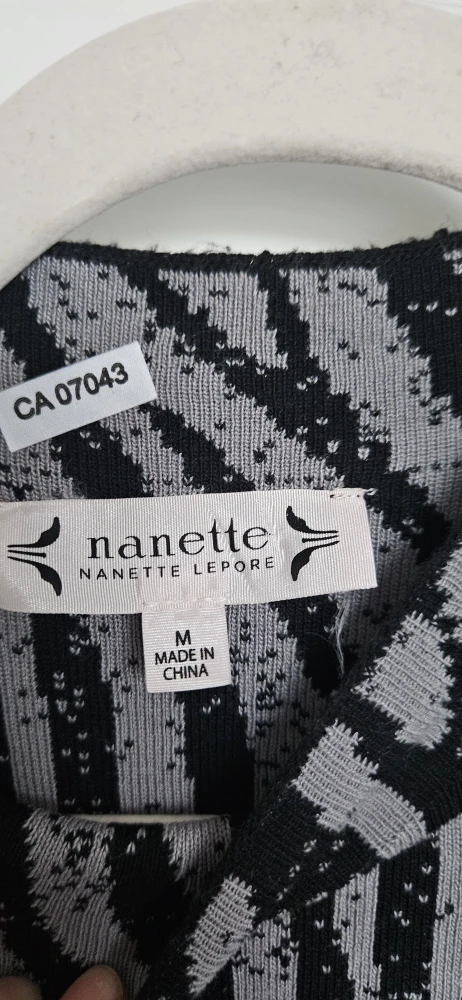 CA 07043
nanette
NANETTE LEPORE
M
MADE IN
CHINA